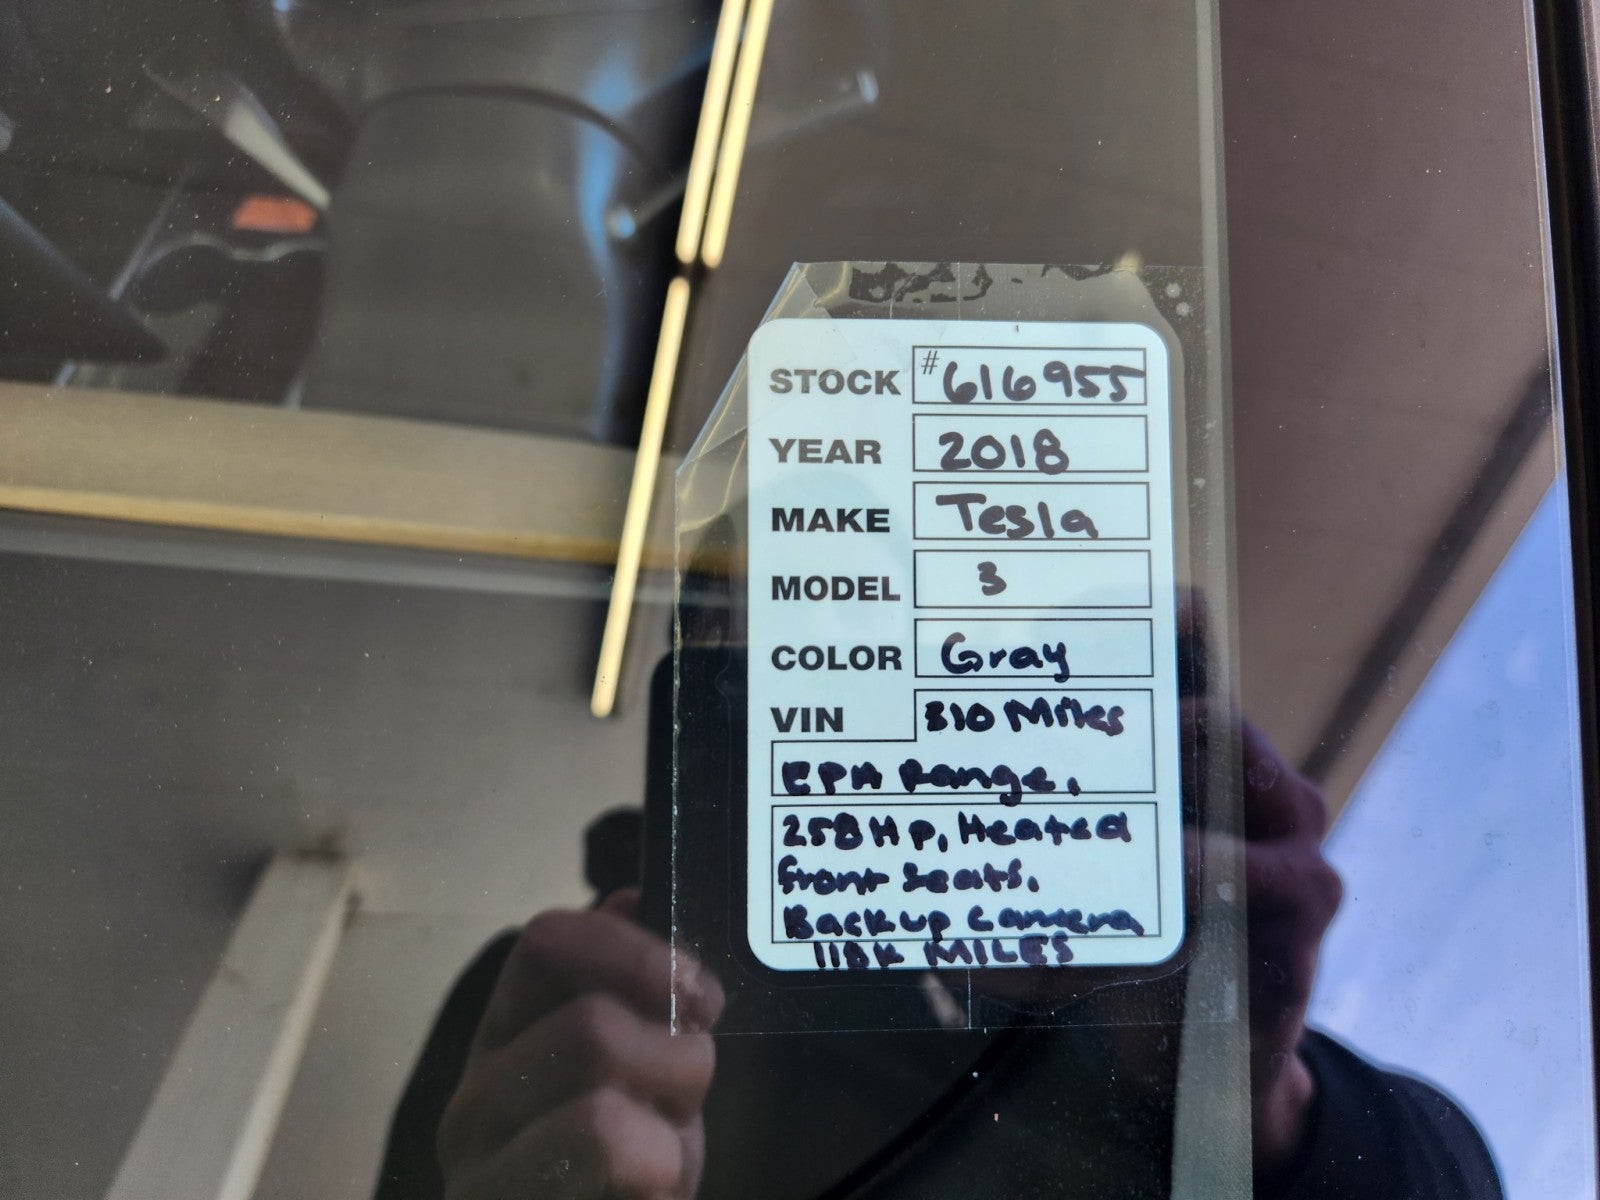 STOCK #616955
YEAR 2018
MAKE Tesla
MODEL 3
COLOR Gray
VIN 310 Miles
EPA Range,
258 Hp, Heated
front seats,
Backup Camera
118K MILES